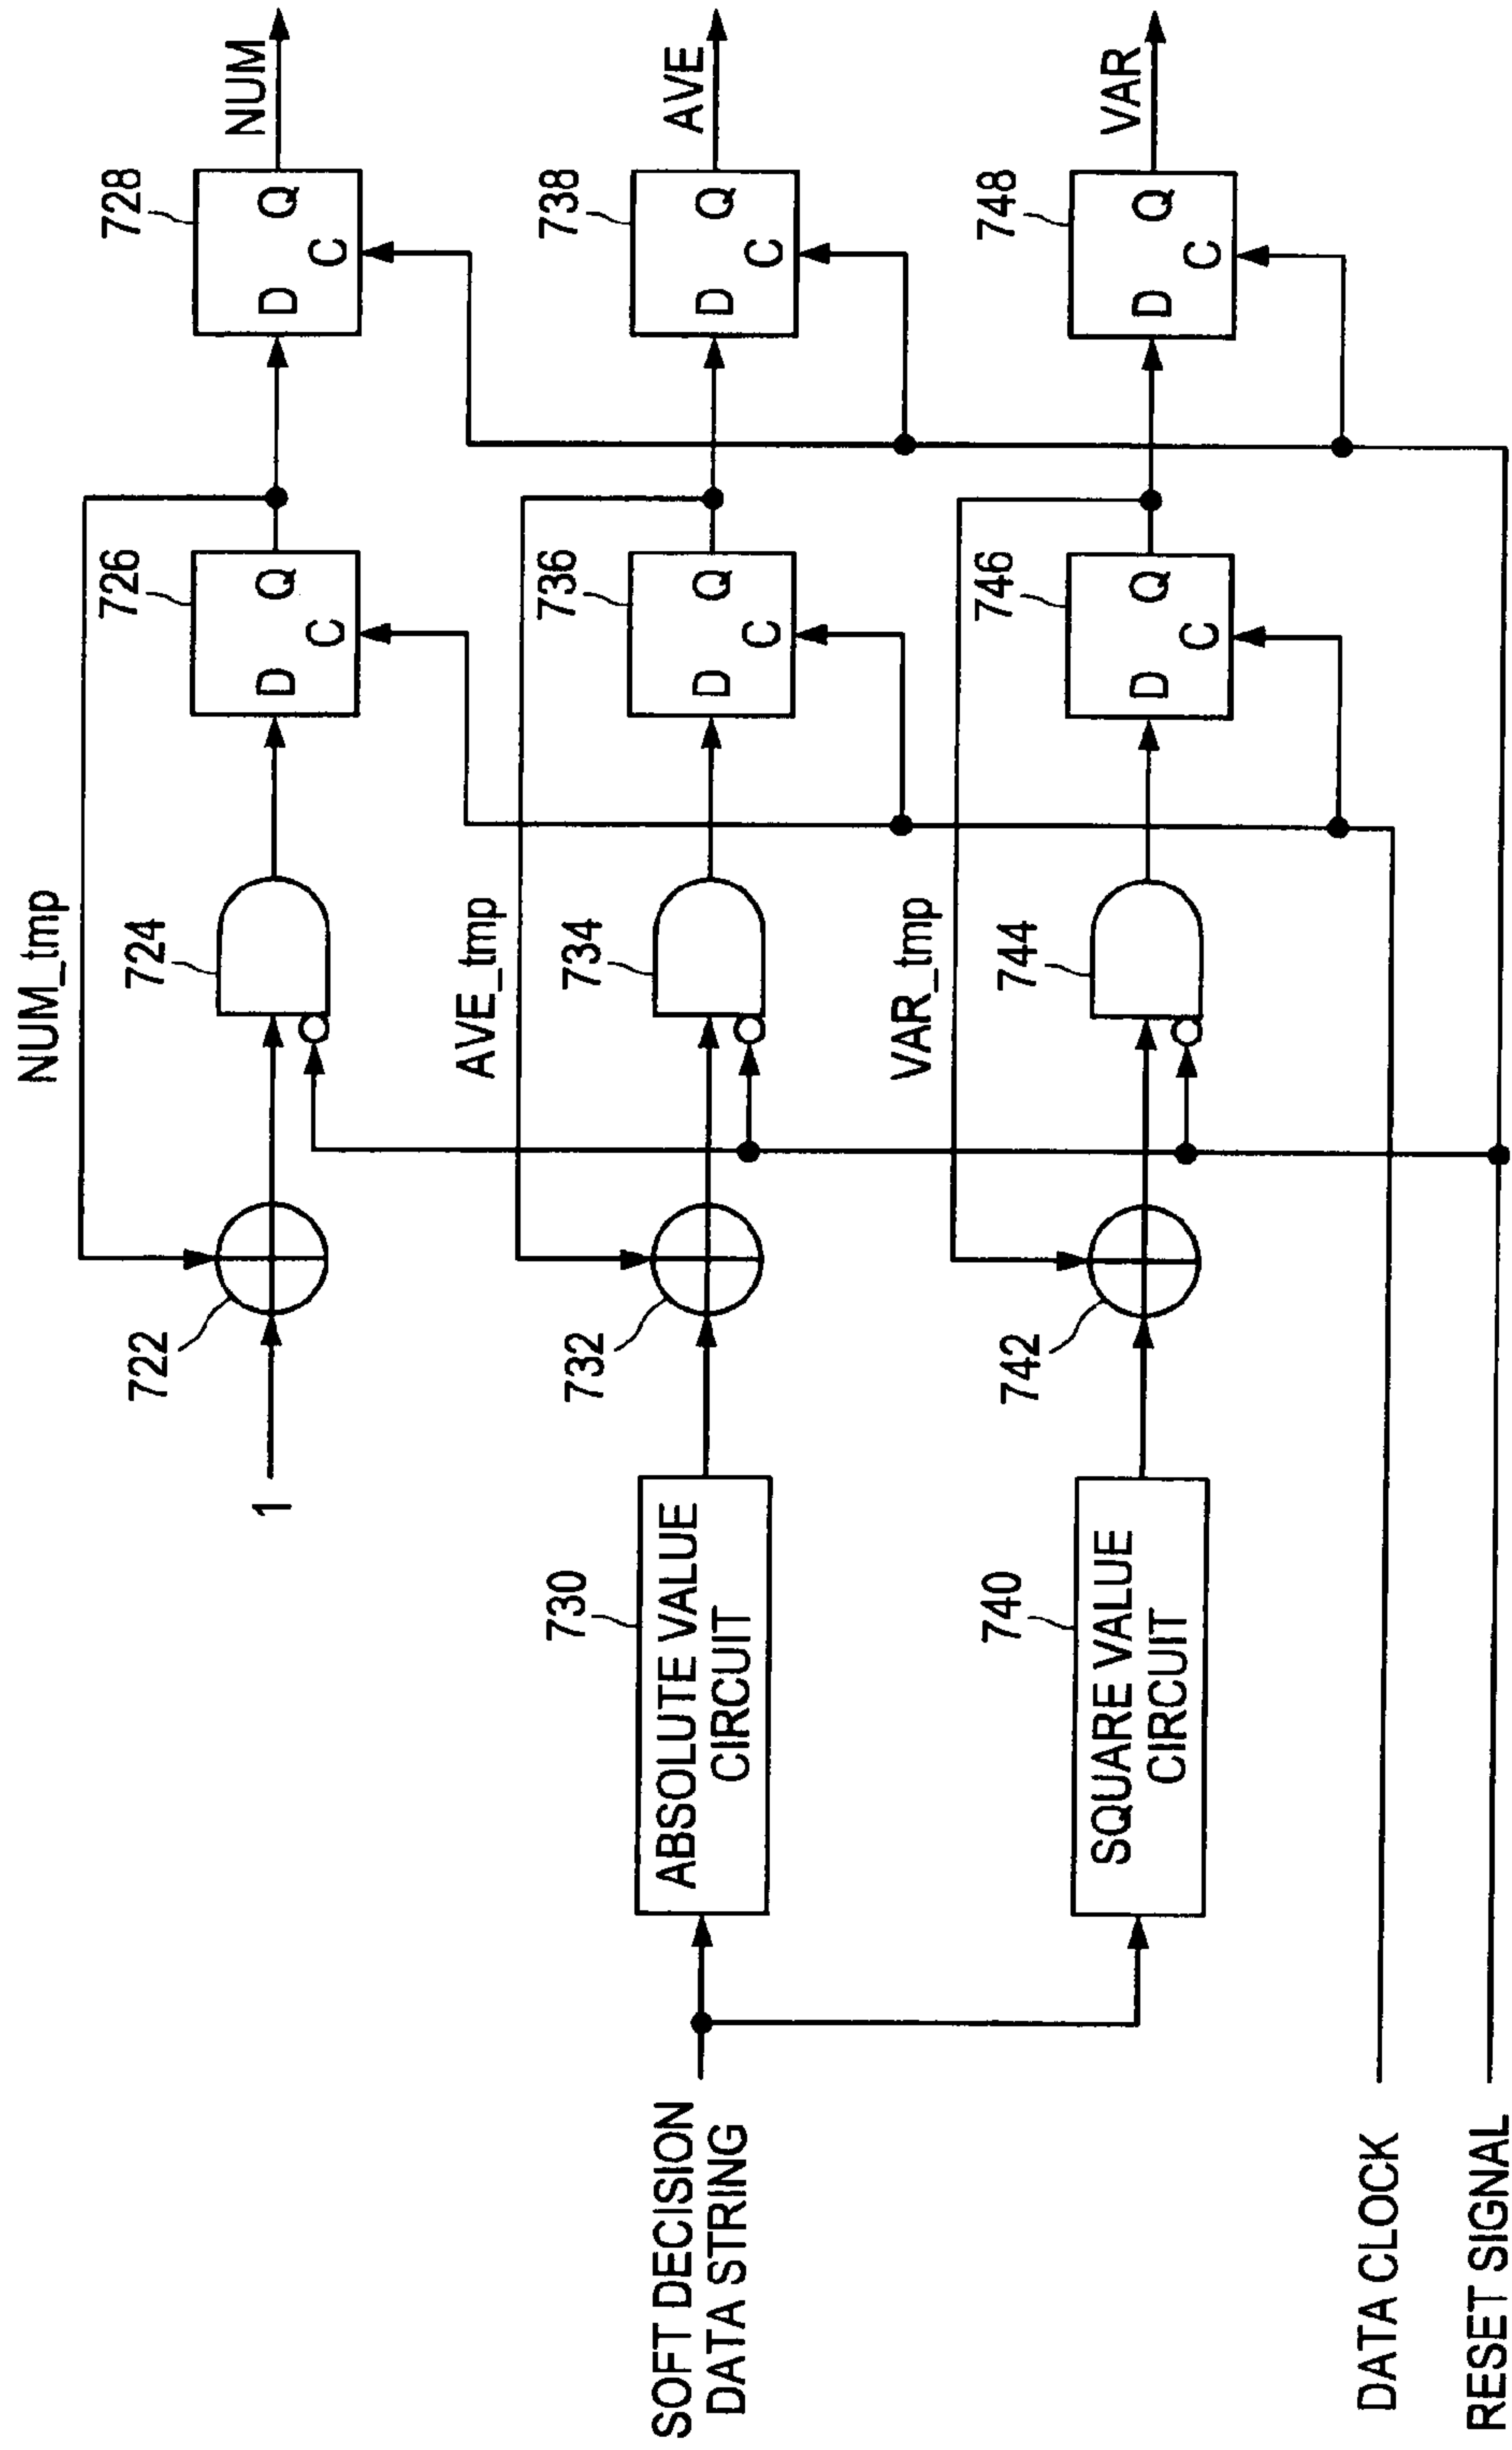 NUM_tmp
1
722
724
726
D
Q
C
728
D
Q
C
NUM
AVE_tmp
SOFT DECISION
DATA STRING
730
ABSOLUTE VALUE
CIRCUIT
732
734
736
D
Q
C
738
D
Q
C
AVE
VAR_tmp
740
SQUARE VALUE
CIRCUIT
742
744
746
D
Q
C
748
D
Q
C
VAR
DATA CLOCK
RESET SIGNAL